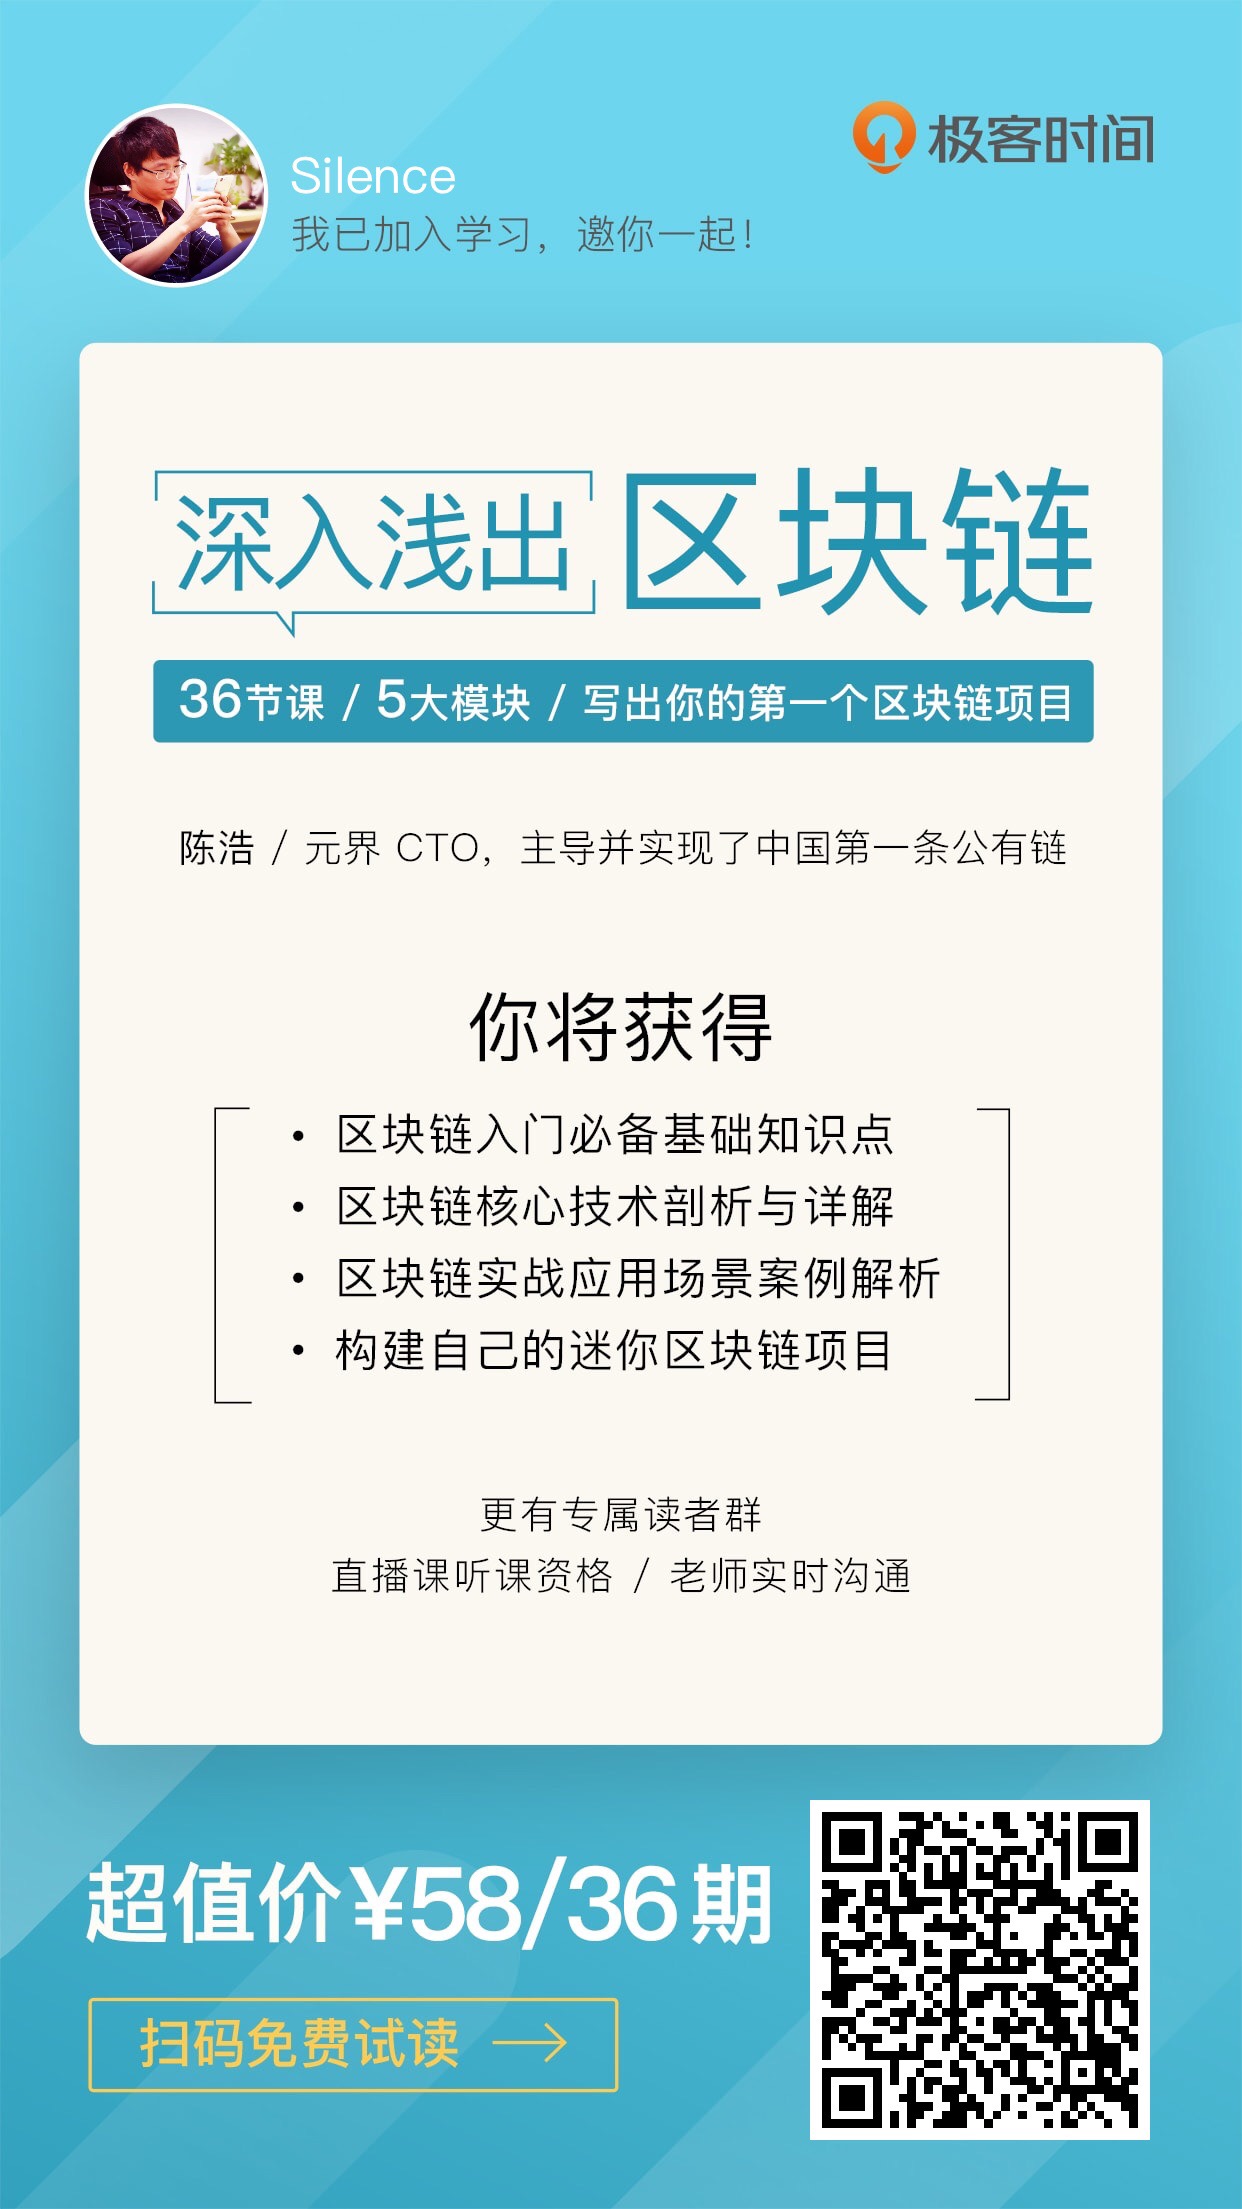 极客时间
Silence
我已加入学习，邀你一起！
深入浅出 区块链
36节课 / 5大模块 / 写出你的第一个区块链项目
陈浩 / 元界 CTO，主导并实现了中国第一条公有链
你将获得
• 区块链入门必备基础知识点
• 区块链核心技术剖析与详解
• 区块链实战应用场景案例解析
• 构建自己的迷你区块链项目
更有专属读者群
直播课听课资格 / 老师实时沟通
超值价¥58/36期
扫码免费试读